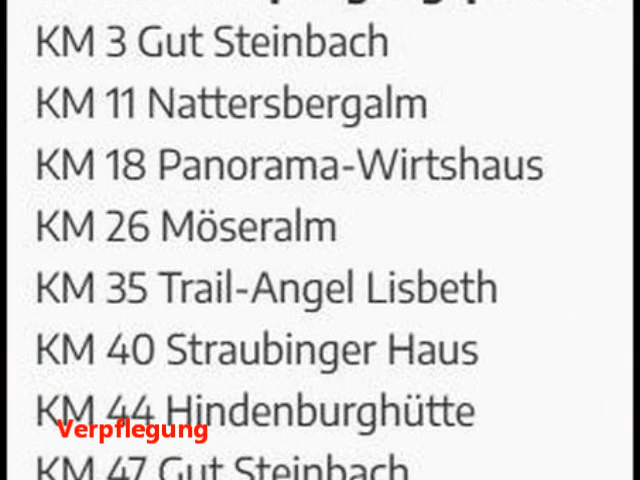 KM 3 Gut Steinbach
KM 11 Nattersbergalm
KM 18 Panorama-Wirtshaus
KM 26 Möseralm
KM 35 Trail-Angel Lisbeth
KM 40 Straubinger Haus
KM 44 Hindenburghütte
Verpflegung
KM 47 Gut Steinbach